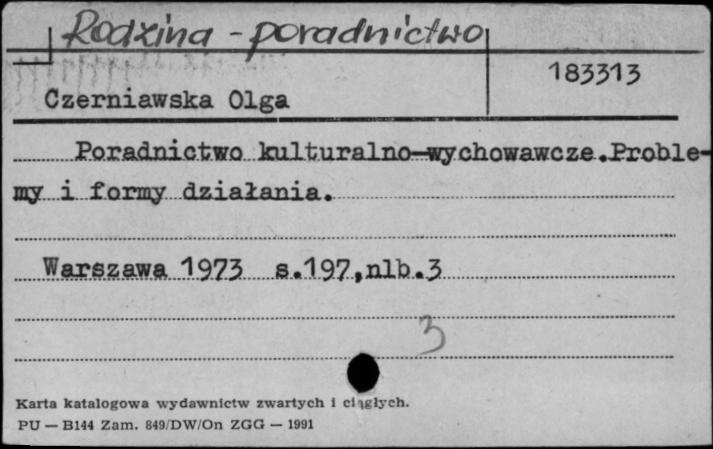 Rodzina - poradnictwo
183313
Czerniawska Olga
Poradnictwo kulturalno-wychowawcze.Proble-
my i formy działania.
Warszawa 1973 s.197,nlb.3
3
Karta katalogowa wydawnictw zwartych i ciągłych.
PU — B144 Zam. 849/DW/On ZGG — 1991